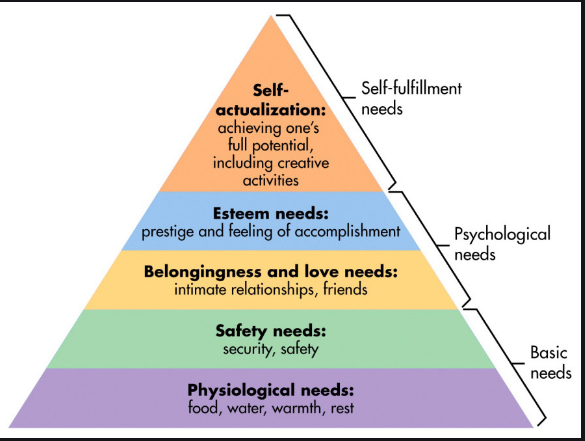 Self-
actualization:
achieving one's
full potential,
including creative
activities
Self-fulfillment
needs
Esteem needs:
prestige and feeling of accomplishment
Psychological
needs
Belongingness and love needs:
intimate relationships, friends
Safety needs:
security, safety
Basic
needs
Physiological needs:
food, water, warmth, rest